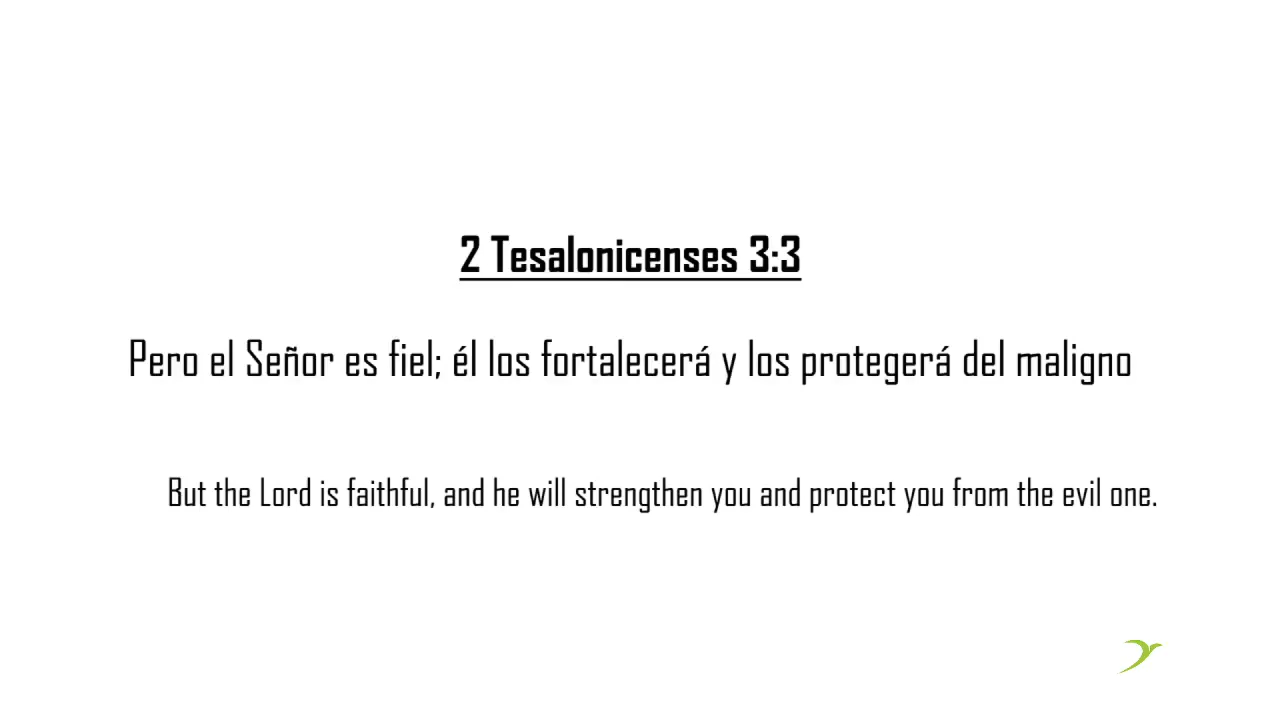 2 Tesalonicenses 3:3
Pero el Señor es fiel; él los fortalecerá y los protegerá del maligno
But the Lord is faithful, and he will strengthen you and protect you from the evil one.